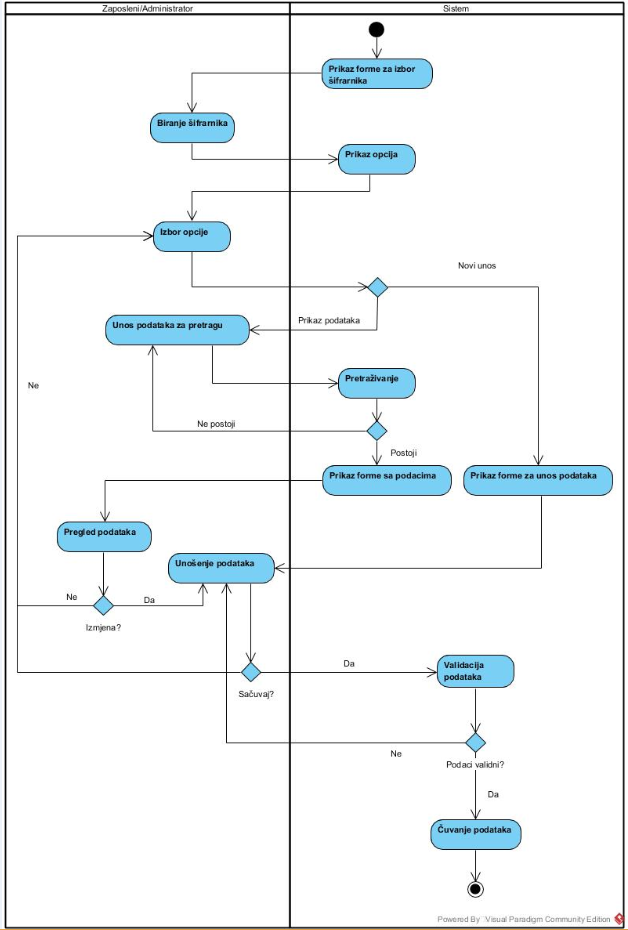 Zaposleni/Administrator
Sistem
Prikaz forme za izbor
šifrarnika
Biranje šifrarnika
Prikaz opcija
Izbor opcije
Novi unos
Prikaz podataka
Unos podataka za pretragu
Pretraživanje
Ne
Ne postoji
Postoji
Prikaz forme sa podacima
Prikaz forme za unos podataka
Pregled podataka
Unošenje podataka
Ne
Da
Izmjena?
Da
Validacija
podataka
Sačuvaj?
Ne
Podaci validni?
Da
Čuvanje podataka
Powered By Visual Paradigm Community Edition